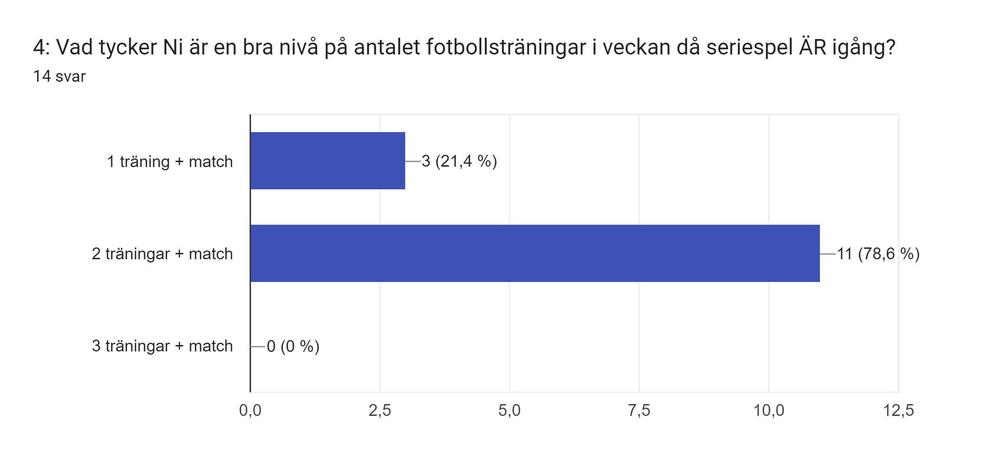 4: Vad tycker Ni är en bra nivå på antalet fotbollsträningar i veckan då seriespel ÄR igång?
14 svar
1 träning + match
3 (21,4 %)
2 träningar + match
11 (78,6 %)
3 träningar + match
0 (0 %)
0,0
2,5
5,0
7,5
10,0
12,5